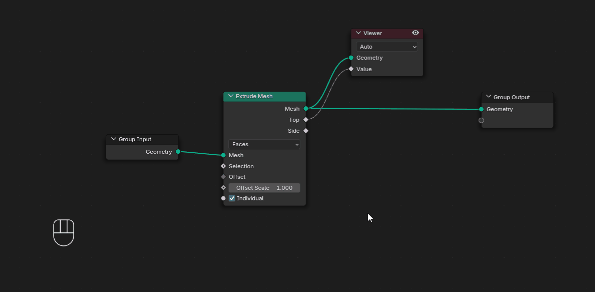 Viewer
Auto
Geometry
Value
Extrude Mesh
Mesh
Top
Side
Faces
Mesh
Selection
Offset
Offset Scale 1.000
Individual
Group Input
Geometry
Group Output
Geometry